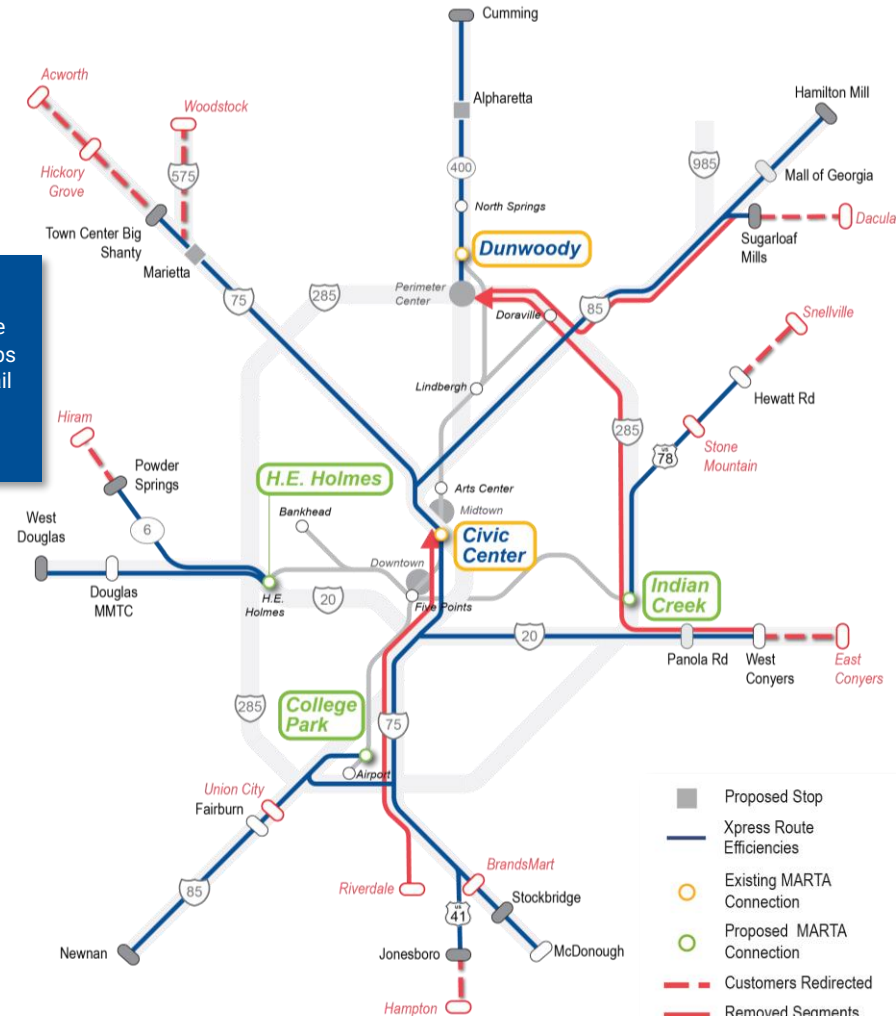 Cumming
Acworth
Woodstock
Alpharetta
Hamilton Mill
Hickory
Grove
575
400
985
Mall of Georgia
North Springs
Dacula
Town Center Big
Shanty
Sugarloaf
Mills
Marietta
Dunwoody
75
285
Perimeter
Center
85
Doraville
Snellville
Lindbergh
Hewatt Rd
Hiram
285
Stone
Mountain
US
78
Powder
Springs
H.E. Holmes
Arts Center
Bankhead
Midtown
West
Douglas
6
Civic
Center
Downtown
Douglas
MMTC
H.E.
Holmes
20
Five Points
Indian
Creek
20
Panola Rd
West
Conyers
East
Conyers
285
College
Park
75
Airport
Union City
Fairburn
85
Riverdale
BrandsMart
Stockbridge
US
41
Newnan
Jonesboro
McDonough
Hampton
Proposed Stop
Xpress Route
Efficiencies
Existing MARTA
Connection
Proposed MARTA
Connection
Customers Redirected
Removed Segments